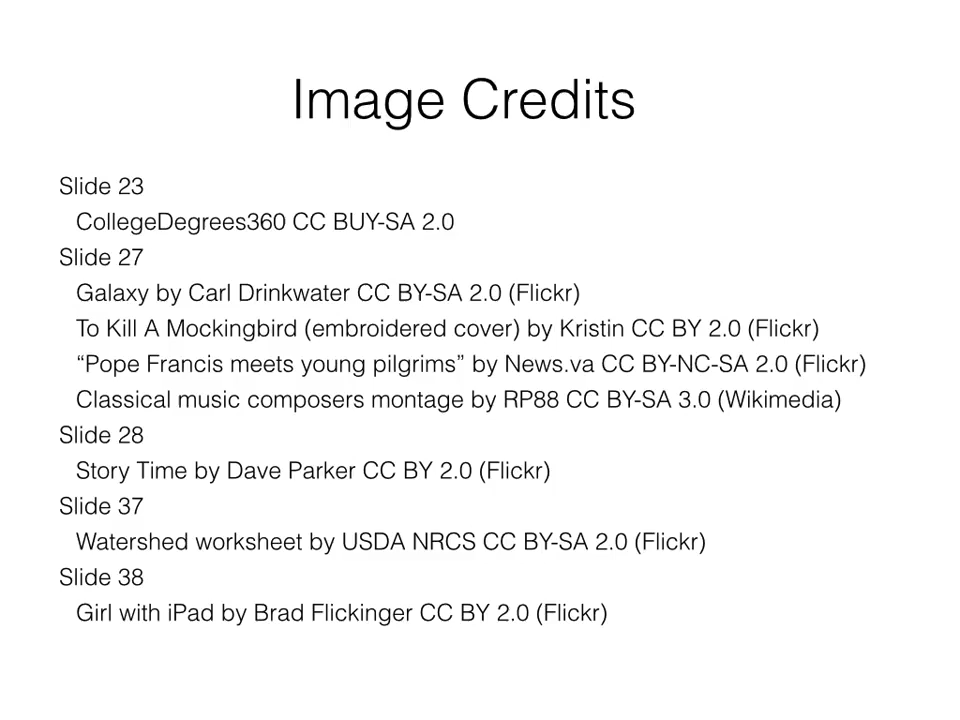 Image Credits
Slide 23
CollegeDegrees360 CC BUY-SA 2.0
Slide 27
Galaxy by Carl Drinkwater CC BY-SA 2.0 (Flickr)
To Kill A Mockingbird (embroidered cover) by Kristin CC BY 2.0 (Flickr)
“Pope Francis meets young pilgrims” by News.va CC BY-NC-SA 2.0 (Flickr)
Classical music composers montage by RP88 CC BY-SA 3.0 (Wikimedia)
Slide 28
Story Time by Dave Parker CC BY 2.0 (Flickr)
Slide 37
Watershed worksheet by USDA NRCS CC BY-SA 2.0 (Flickr)
Slide 38
Girl with iPad by Brad Flickinger CC BY 2.0 (Flickr)